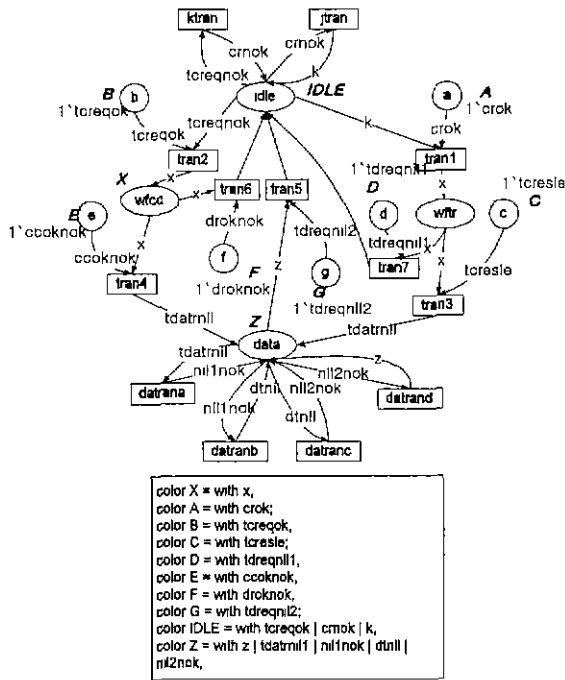 ktran
jtran
crnok
crnok
tcreqnok
k
idle
IDLE
B
b
1`tcreqok
tcreqok
tcreqnok
k
a
A
1`crok
crok
tran2
tran1
x
X
wfcd
x
tran6
tran5
1`tdreqnil1
D
d
x
wftr
1`tcresle
c
C
E
e
1`ccoknok
ccoknok
x
droknok
f
z
tdreqnil2
g
tdreqnil1
x
tran7
x
tcresle
tran4
F
1`droknok
G
1`tdreqnil2
tran3
tdatrnil
Z
data
tdatrnil
tdatrnil
nil1nok
dtnil
nil2nok
nil2nok
z
datrana
nil1nok
dtnil
datrand
datranb
datranc
color X = with x,
color A = with crok;
color B = with tcreqok,
color C = with tcresle;
color D = with tdreqnil1,
color E = with ccoknok,
color F = with droknok,
color G = with tdreqnil2;
color IDLE = with tcreqok | crnok | k,
color Z = with z | tdatrnil1 | nil1nok | dtnil |
nil2nok,